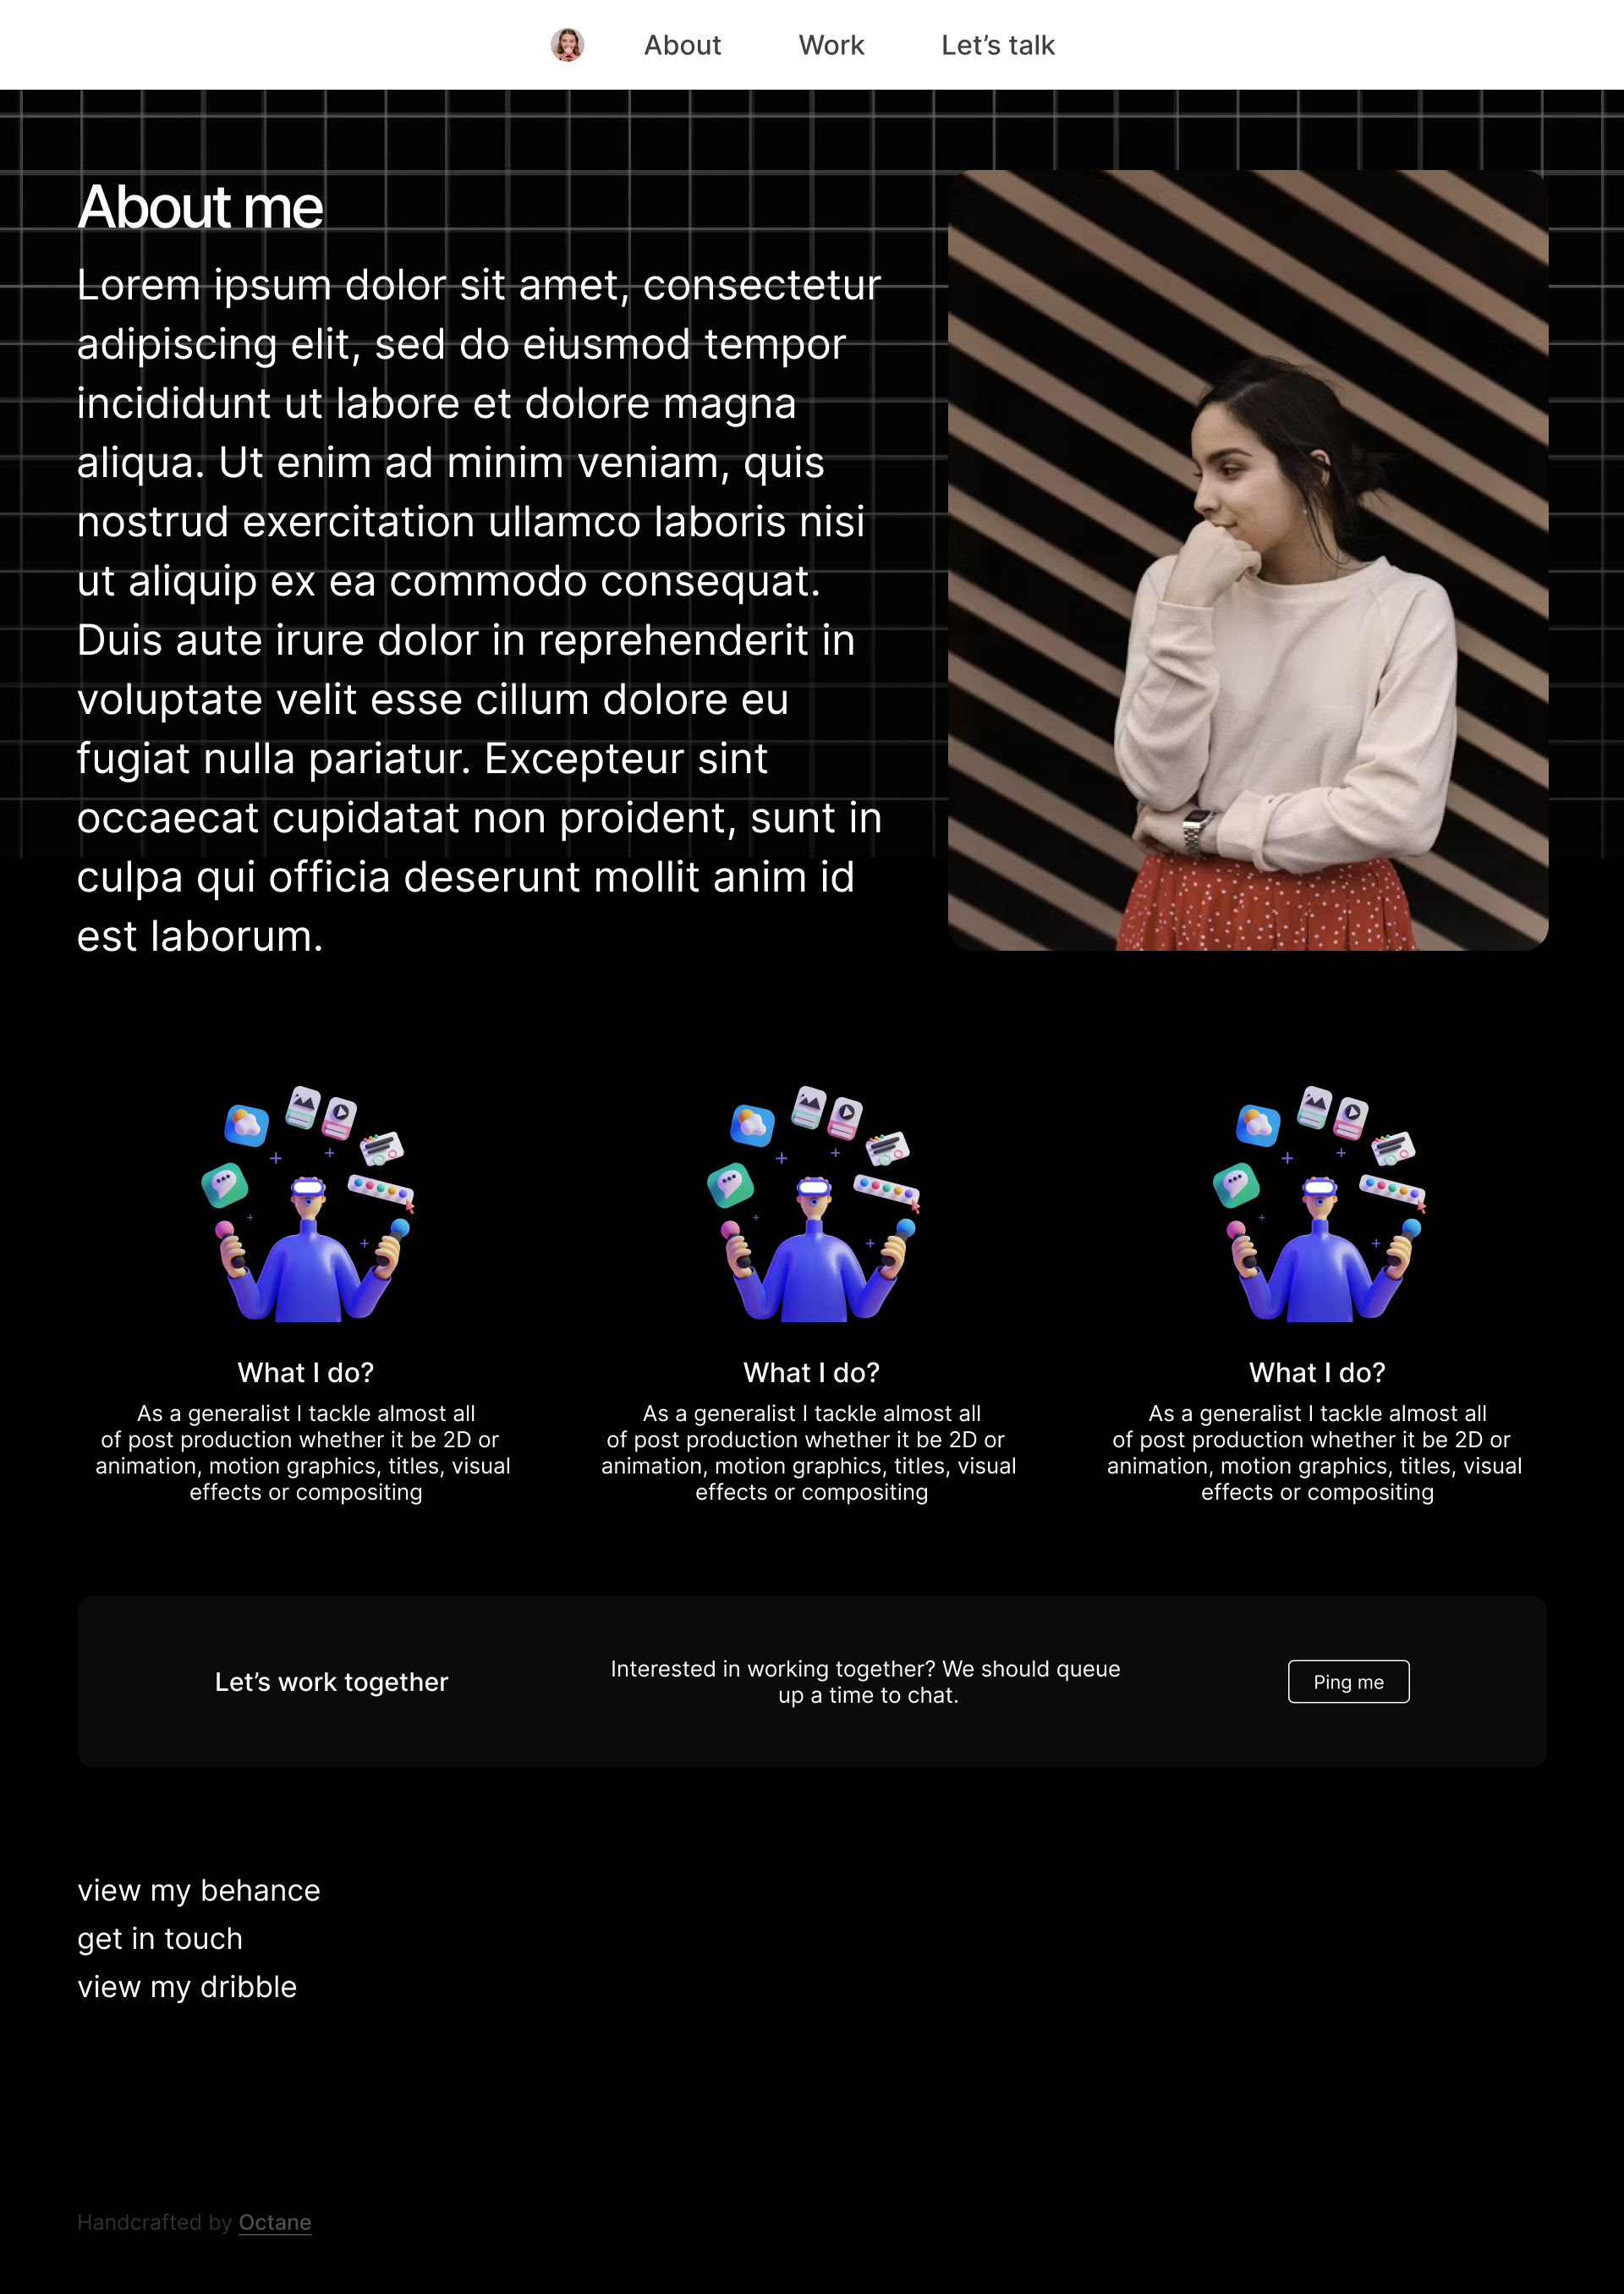 About
Work
Let’s talk
About me
Lorem ipsum dolor sit amet, consectetur
adipiscing elit, sed do eiusmod tempor
incididunt ut labore et dolore magna
aliqua. Ut enim ad minim veniam, quis
nostrud exercitation ullamco laboris nisi
ut aliquip ex ea commodo consequat.
Duis aute irure dolor in reprehenderit in
voluptate velit esse cillum dolore eu
fugiat nulla pariatur. Excepteur sint
occaecat cupidatat non proident, sunt in
culpa qui officia deserunt mollit anim id
est laborum.
What I do?
As a generalist I tackle almost all
of post production whether it be 2D or
animation, motion graphics, titles, visual
effects or compositing
What I do?
As a generalist I tackle almost all
of post production whether it be 2D or
animation, motion graphics, titles, visual
effects or compositing
What I do?
As a generalist I tackle almost all
of post production whether it be 2D or
animation, motion graphics, titles, visual
effects or compositing
Let’s work together
Interested in working together? We should queue
up a time to chat.
Ping me
view my behance
get in touch
view my dribble
Handcrafted by Octane